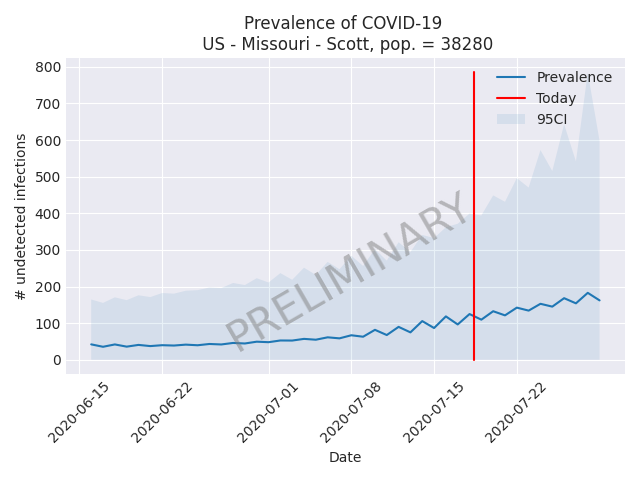 Prevalence of COVID-19
US - Missouri - Scott, pop. = 38280
800
700
600
500
400
300
200
100
0
# undetected infections
Prevalence
Today
95CI
PRELIMINARY
2020-06-15
2020-06-22
2020-07-01
2020-07-08
2020-07-15
2020-07-22
Date